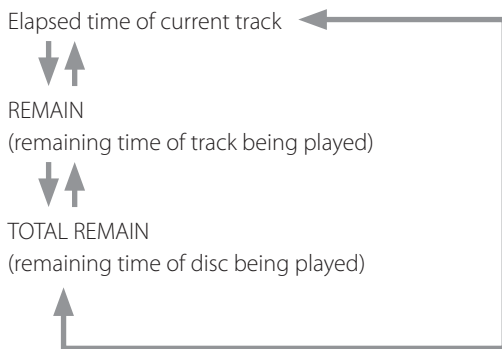 Elapsed time of current track
REMAIN
(remaining time of track being played)
TOTAL REMAIN
(remaining time of disc being played)